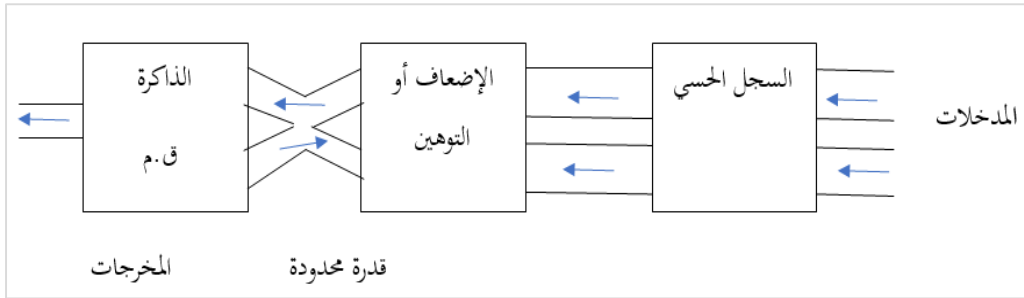 المدخلات
السجل الحسي
الإضعاف أو
التوهين
الذاكرة
ق.م
قدرة محدودة
المخرجات